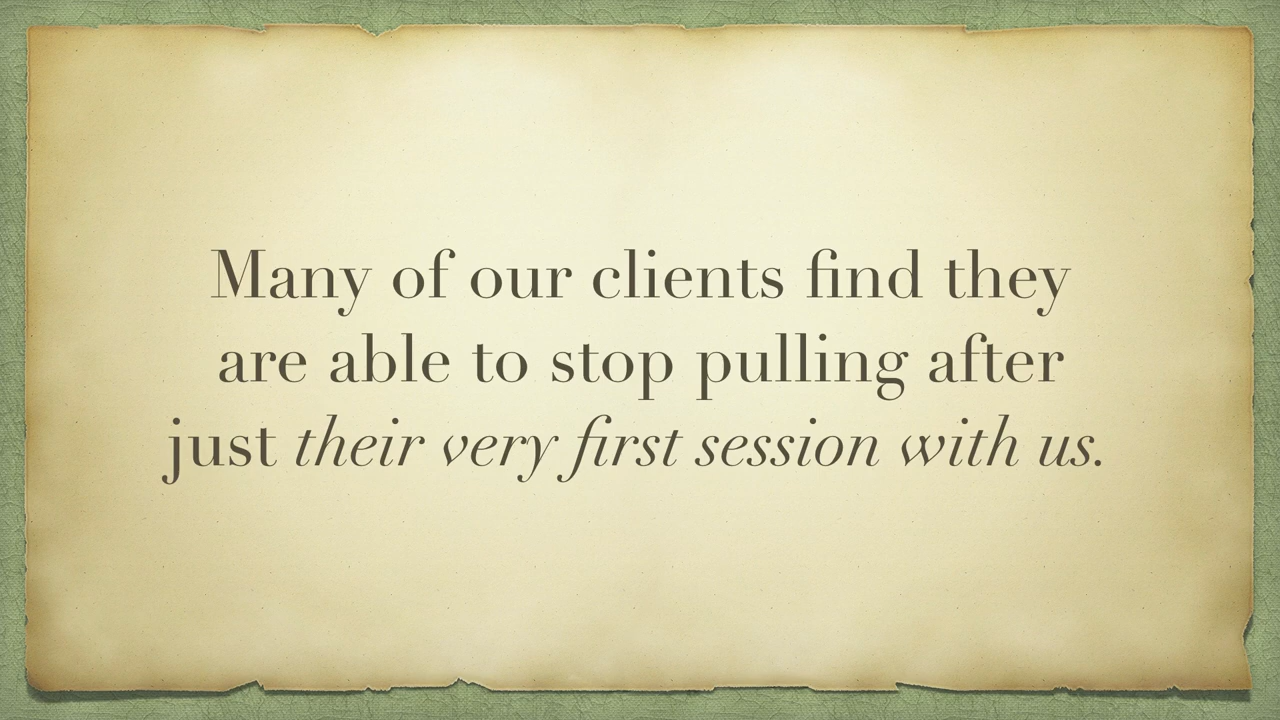 Many of our clients find they
are able to stop pulling after
just their very first session with us.